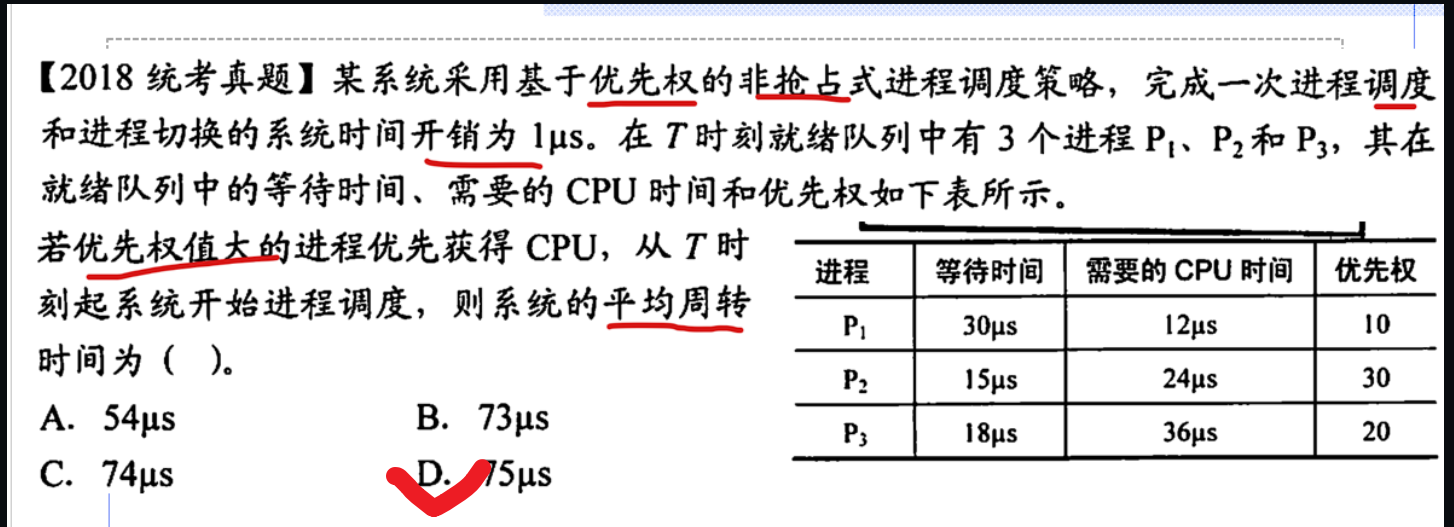 【2018 统考真题】某系统采用基于优先权的非抢占式进程调度策略，完成一次进程调度
和进程切换的系统时间开销为 1μs。在 T 时刻就绪队列中有 3 个进程 P₁、P₂和 P₃，其在
就绪队列中的等待时间、需要的 CPU 时间和优先权如下表所示。
若优先权值大的进程优先获得 CPU，从 T 时
刻起系统开始进程调度，则系统的平均周转
时间为（ ）。
A. 54μs B. 73μs
C. 74μs D. 75μs
进程 等待时间 需要的 CPU 时间 优先权
P₁ 30μs 12μs 10
P₂ 15μs 24μs 30
P₃ 18μs 36μs 20